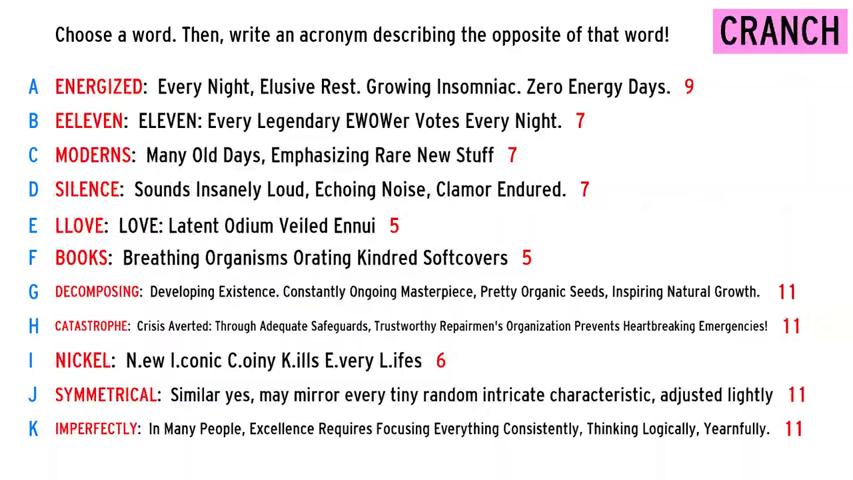 Choose a word. Then, write an acronym describing the opposite of that word!
CRANCH
A ENERGIZED: Every Night, Elusive Rest. Growing Insomniac. Zero Energy Days. 9
B EELEVEN: ELEVEN: Every Legendary EWOWer Votes Every Night. 7
C MODERNS: Many Old Days, Emphasizing Rare New Stuff 7
D SILENCE: Sounds Insanely Loud, Echoing Noise, Clamor Endured. 7
E LLOVE: LOVE: Latent Odium Veiled Ennui 5
F BOOKS: Breathing Organisms Orating Kindred Softcovers 5
G DECOMPOSING: Developing Existence. Constantly Ongoing Masterpiece, Pretty Organic Seeds, Inspiring Natural Growth. 11
H CATASTROPHE: Crisis Averted: Through Adequate Safeguards, Trustworthy Repairmen's Organization Prevents Heartbreaking Emergencies! 11
I NICKEL: N.ew I.conic C.oiny K.ills E.very L.ifes 6
J SYMMETRICAL: Similar yes, may mirror every tiny random intricate characteristic, adjusted lightly 11
K IMPERFECTLY: In Many People, Excellence Requires Focusing Everything Consistently, Thinking Logically, Yearnfully. 11